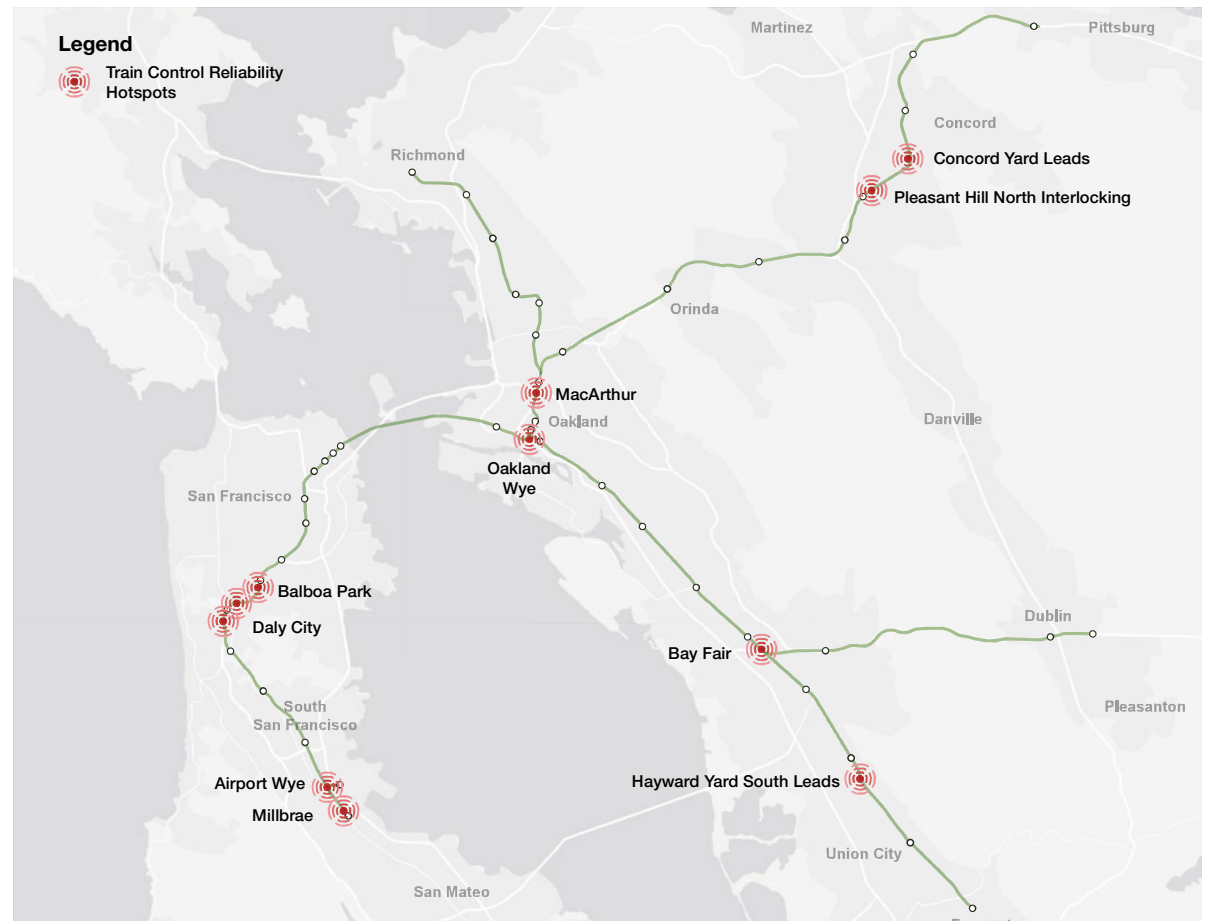 Legend
Train Control Reliability
Hotspots
Martinez
Pittsburg
Concord
Richmond
Concord Yard Leads
Pleasant Hill North Interlocking
Orinda
MacArthur
Oakland
Danville
Oakland
Wye
San Francisco
Balboa Park
Daly City
Dublin
Bay Fair
South
San Francisco
Pleasanton
Airport Wye
Hayward Yard South Leads
Millbrae
Union City
San Mateo